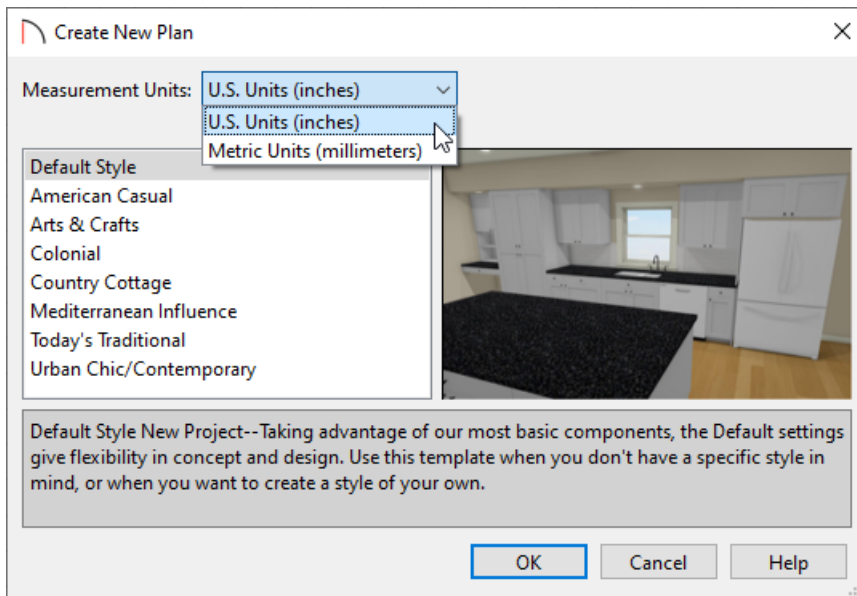 Create New Plan
Measurement Units: U.S. Units (inches)
U.S. Units (inches)
Metric Units (millimeters)
Default Style
American Casual
Arts & Crafts
Colonial
Country Cottage
Mediterranean Influence
Today's Traditional
Urban Chic/Contemporary
Default Style New Project--Taking advantage of our most basic components, the Default settings
give flexibility in concept and design. Use this template when you don't have a specific style in
mind, or when you want to create a style of your own.
OK Cancel Help